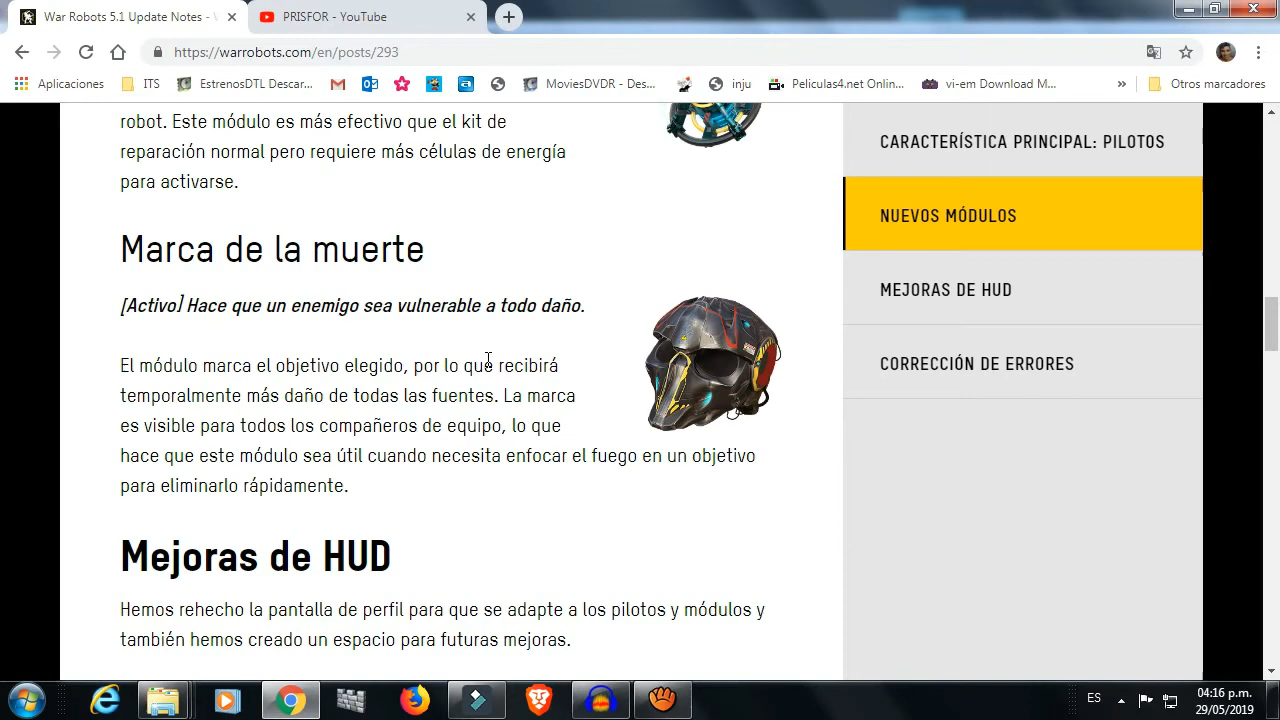 War Robots 5.1 Update Notes -
PRISFOR - YouTube
https://warrobots.com/en/posts/293
Aplicaciones
ITS
EstrenosDTL Descar...
MoviesDVDR - Des...
inju
Peliculas4.net Onlin...
vi-em Download M...
»
Otros marcadores
robot. Este módulo es más efectivo que el kit de
reparación normal pero requiere más células de energía
para activarse.
Marca de la muerte
[Activo] Hace que un enemigo sea vulnerable a todo daño.
El módulo marca el objetivo elegido, por lo que recibirá
temporalmente más daño de todas las fuentes. La marca
es visible para todos los compañeros de equipo, lo que
hace que este módulo sea útil cuando necesita enfocar el fuego en un objetivo
para eliminarlo rápidamente.
Mejoras de HUD
Hemos rehecho la pantalla de perfil para que se adapte a los pilotos y módulos y
también hemos creado un espacio para futuras mejoras.
CARACTERÍSTICA PRINCIPAL: PILOTOS
NUEVOS MÓDULOS
MEJORAS DE HUD
CORRECCIÓN DE ERRORES
ES
04:16 p.m.
29/05/2019